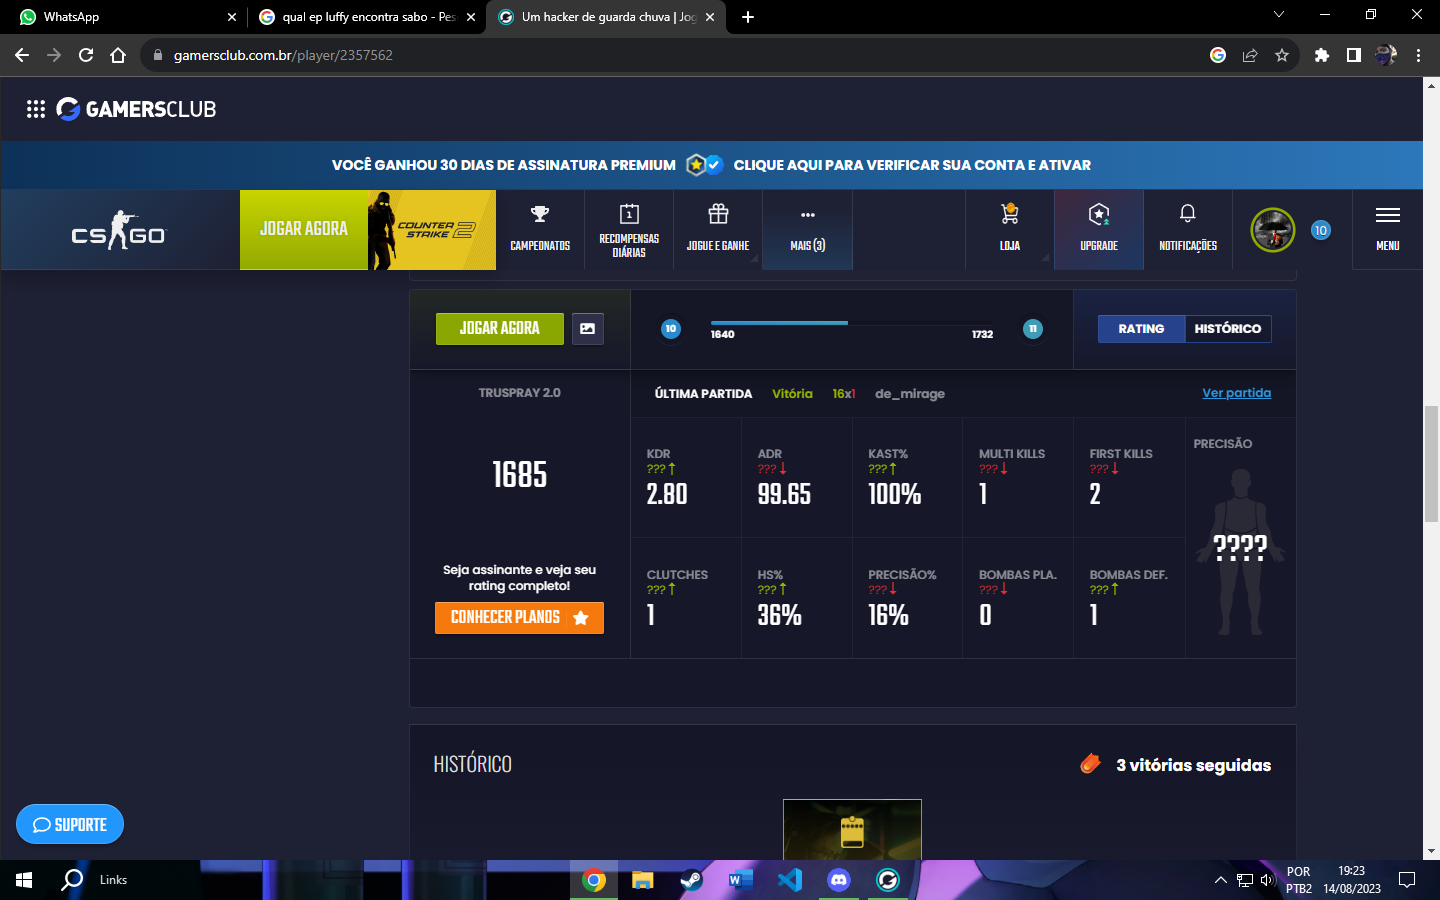 WhatsApp
qual ep luffy encontra sabo - Pes
Um hacker de guarda chuva | Jog
gamersclub.com.br/player/2357562
GAMERSCLUB
VOCÊ GANHOU 30 DIAS DE ASSINATURA PREMIUM CLIQUE AQUI PARA VERIFICAR SUA CONTA E ATIVAR
CS GO
JOGAR AGORA
COUNTER STRIKE 2
CAMPEONATOS
RECOMPENSAS
DIÁRIAS
JOGUE E GANHE
MAIS (3)
LOJA
UPGRADE
NOTIFICAÇÕES
10
MENU
JOGAR AGORA
10
1640
1732
11
RATING
HISTÓRICO
TRUSPRAY 2.0
1685
Seja assinante e veja seu
rating completo!
CONHECER PLANOS
ÚLTIMA PARTIDA Vitória 16x1 de_mirage Ver partida
KDR
??? ↑
2.80
ADR
??? ↓
99.65
KAST%
??? ↑
100%
MULTI KILLS
??? ↓
1
FIRST KILLS
??? ↓
2
PRECISÃO
????
CLUTCHES
??? ↑
1
HS%
??? ↑
36%
PRECISÃO%
??? ↓
16%
BOMBAS PLA.
??? ↓
0
BOMBAS DEF.
??? ↑
1
HISTÓRICO
3 vitórias seguidas
SUPORTE
Links
POR
PTB2
19:23
14/08/2023